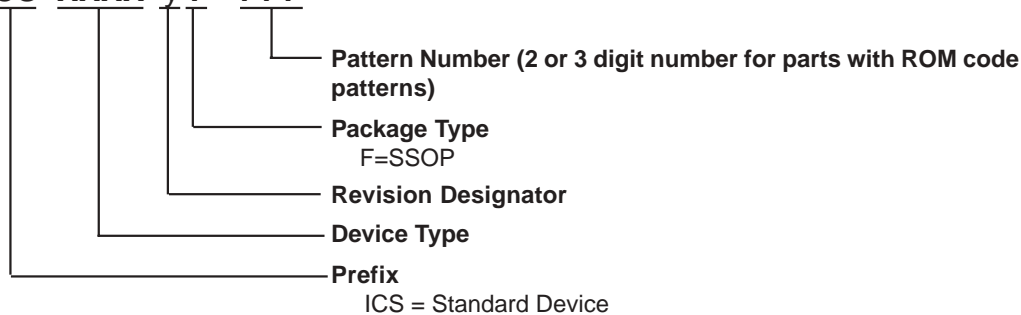 Pattern Number (2 or 3 digit number for parts with ROM code
patterns)
Package Type
F=SSOP
Revision Designator
Device Type
Prefix
ICS = Standard Device